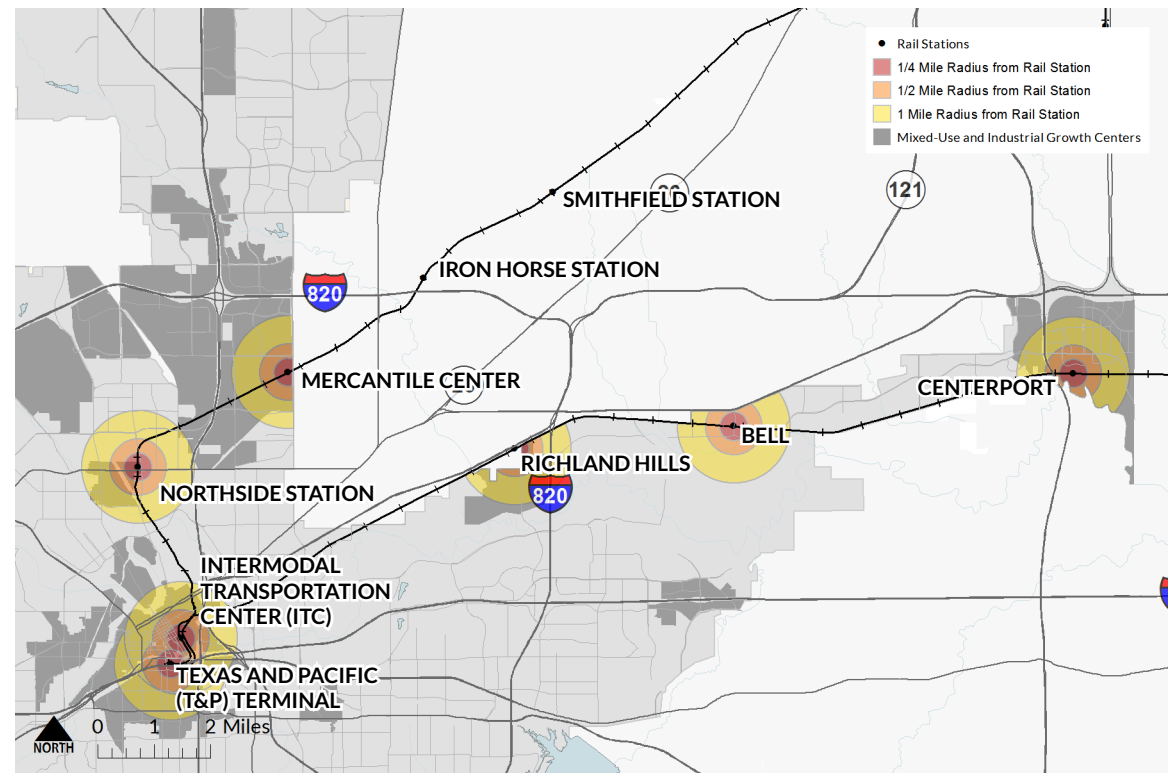 Rail Stations
1/4 Mile Radius from Rail Station
1/2 Mile Radius from Rail Station
1 Mile Radius from Rail Station
Mixed-Use and Industrial Growth Centers
121
SMITHFIELD STATION
IRON HORSE STATION
820
MERCANTILE CENTER
CENTERPORT
BELL
RICHLAND HILLS
820
NORTHSIDE STATION
INTERMODAL
TRANSPORTATION
CENTER (ITC)
TEXAS AND PACIFIC
(T&P) TERMINAL
0 1 2 Miles
NORTH